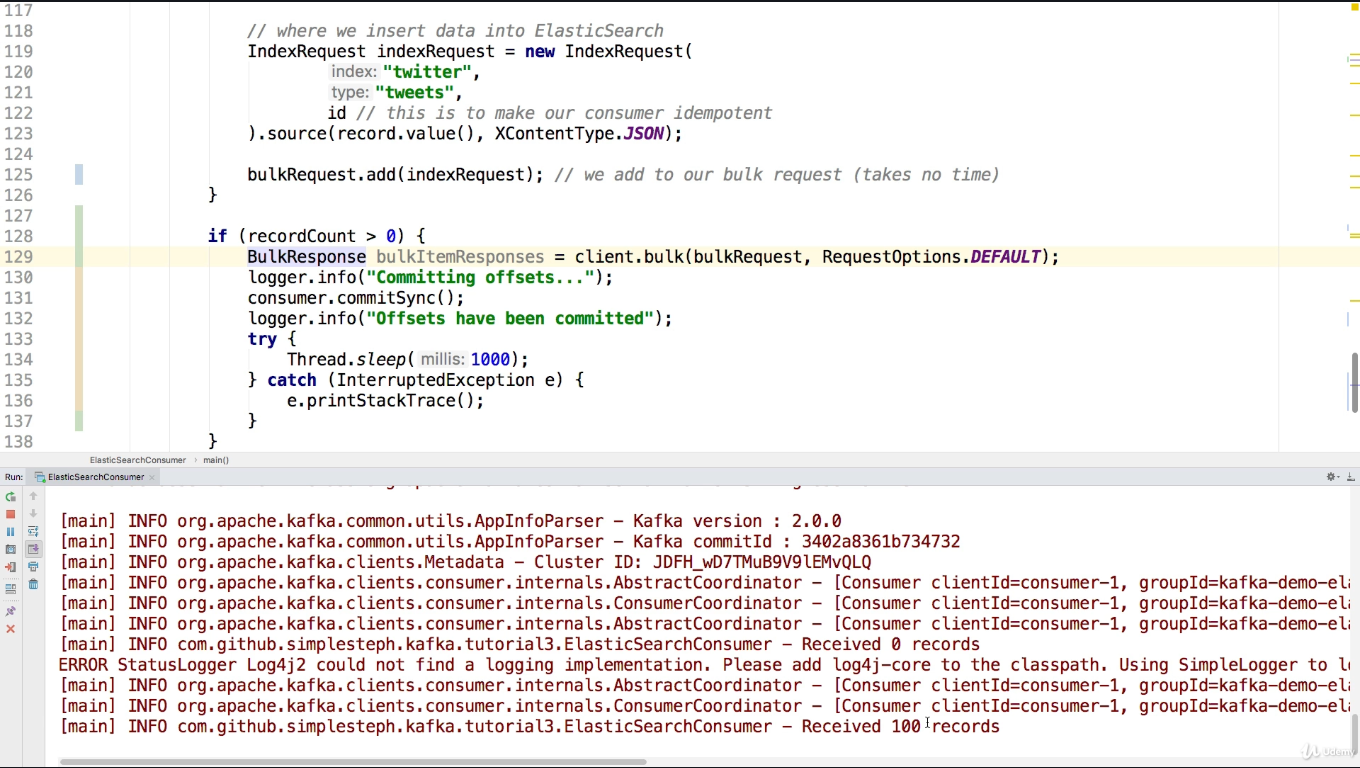 117
118 // where we insert data into ElasticSearch
119 IndexRequest indexRequest = new IndexRequest(
120 index: "twitter",
121 type: "tweets",
122 id // this is to make our consumer idempotent
123 ).source(record.value(), XContentType.JSON);
124
125 bulkRequest.add(indexRequest); // we add to our bulk request (takes no time)
126 }
127
128 if (recordCount > 0) {
129 BulkResponse bulkItemResponses = client.bulk(bulkRequest, RequestOptions.DEFAULT);
130 logger.info("Committing offsets...");
131 consumer.commitSync();
132 logger.info("Offsets have been committed");
133 try {
134 Thread.sleep( millis: 1000);
135 } catch (InterruptedException e) {
136 e.printStackTrace();
137 }
138 }
ElasticSearchConsumer › main()
Run: ElasticSearchConsumer ×
[main] INFO org.apache.kafka.common.utils.AppInfoParser - Kafka version : 2.0.0
[main] INFO org.apache.kafka.common.utils.AppInfoParser - Kafka commitId : 3402a8361b734732
[main] INFO org.apache.kafka.clients.Metadata - Cluster ID: JDFH_wD7TMuB9V9lEMvQLQ
[main] INFO org.apache.kafka.clients.consumer.internals.AbstractCoordinator - [Consumer clientId=consumer-1, groupId=kafka-demo-ela
[main] INFO org.apache.kafka.clients.consumer.internals.ConsumerCoordinator - [Consumer clientId=consumer-1, groupId=kafka-demo-ela
[main] INFO org.apache.kafka.clients.consumer.internals.AbstractCoordinator - [Consumer clientId=consumer-1, groupId=kafka-demo-ela
[main] INFO com.github.simplesteph.kafka.tutorial3.ElasticSearchConsumer - Received 0 records
ERROR StatusLogger Log4j2 could not find a logging implementation. Please add log4j-core to the classpath. Using SimpleLogger to lo
[main] INFO org.apache.kafka.clients.consumer.internals.AbstractCoordinator - [Consumer clientId=consumer-1, groupId=kafka-demo-ela
[main] INFO org.apache.kafka.clients.consumer.internals.ConsumerCoordinator - [Consumer clientId=consumer-1, groupId=kafka-demo-ela
[main] INFO com.github.simplesteph.kafka.tutorial3.ElasticSearchConsumer - Received 100 records
Udemy